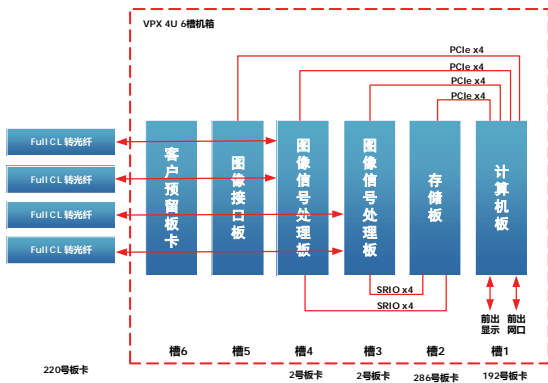 VPX 4U 6槽机箱
PCIe x4
PCIe x4
PCIe x4
PCIe x4
Full CL 转光纤
Full CL 转光纤
Full CL 转光纤
Full CL 转光纤
客户预留板卡
图像接口板
图像信号处理板
图像信号处理板
存储板
计算机板
SRIO x4
SRIO x4
前出显示
前出网口
槽6
槽5
槽4
槽3
槽2
槽1
220号板卡
2号板卡
2号板卡
286号板卡
192号板卡